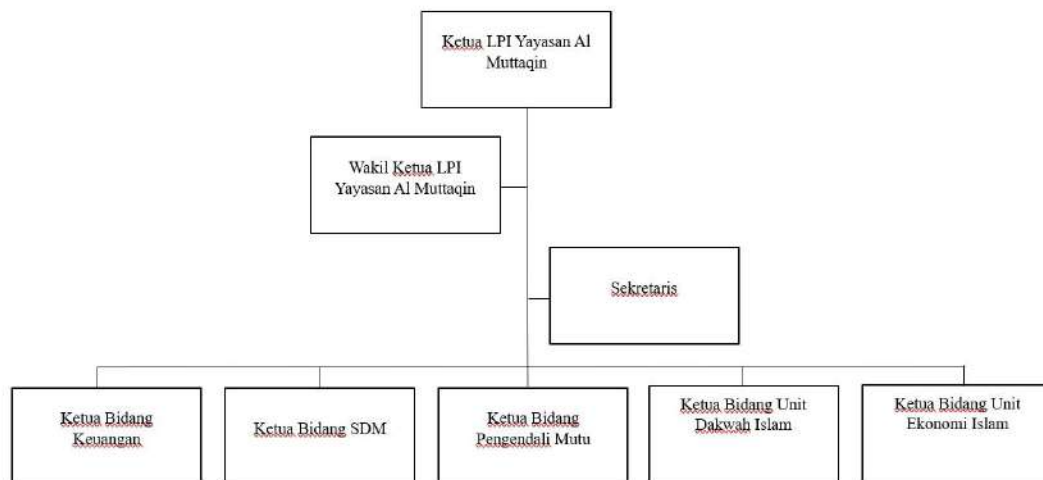 Ketua LPI Yayasan Al
Muttaqin
Wakil Ketua LPI
Yayasan Al Muttaqin
Sekretaris
Ketua Bidang
Keuangan
Ketua Bidang SDM
Ketua Bidang
Pengendali Mutu
Ketua Bidang Unit
Dakwah Islam
Ketua Bidang Unit
Ekonomi Islam